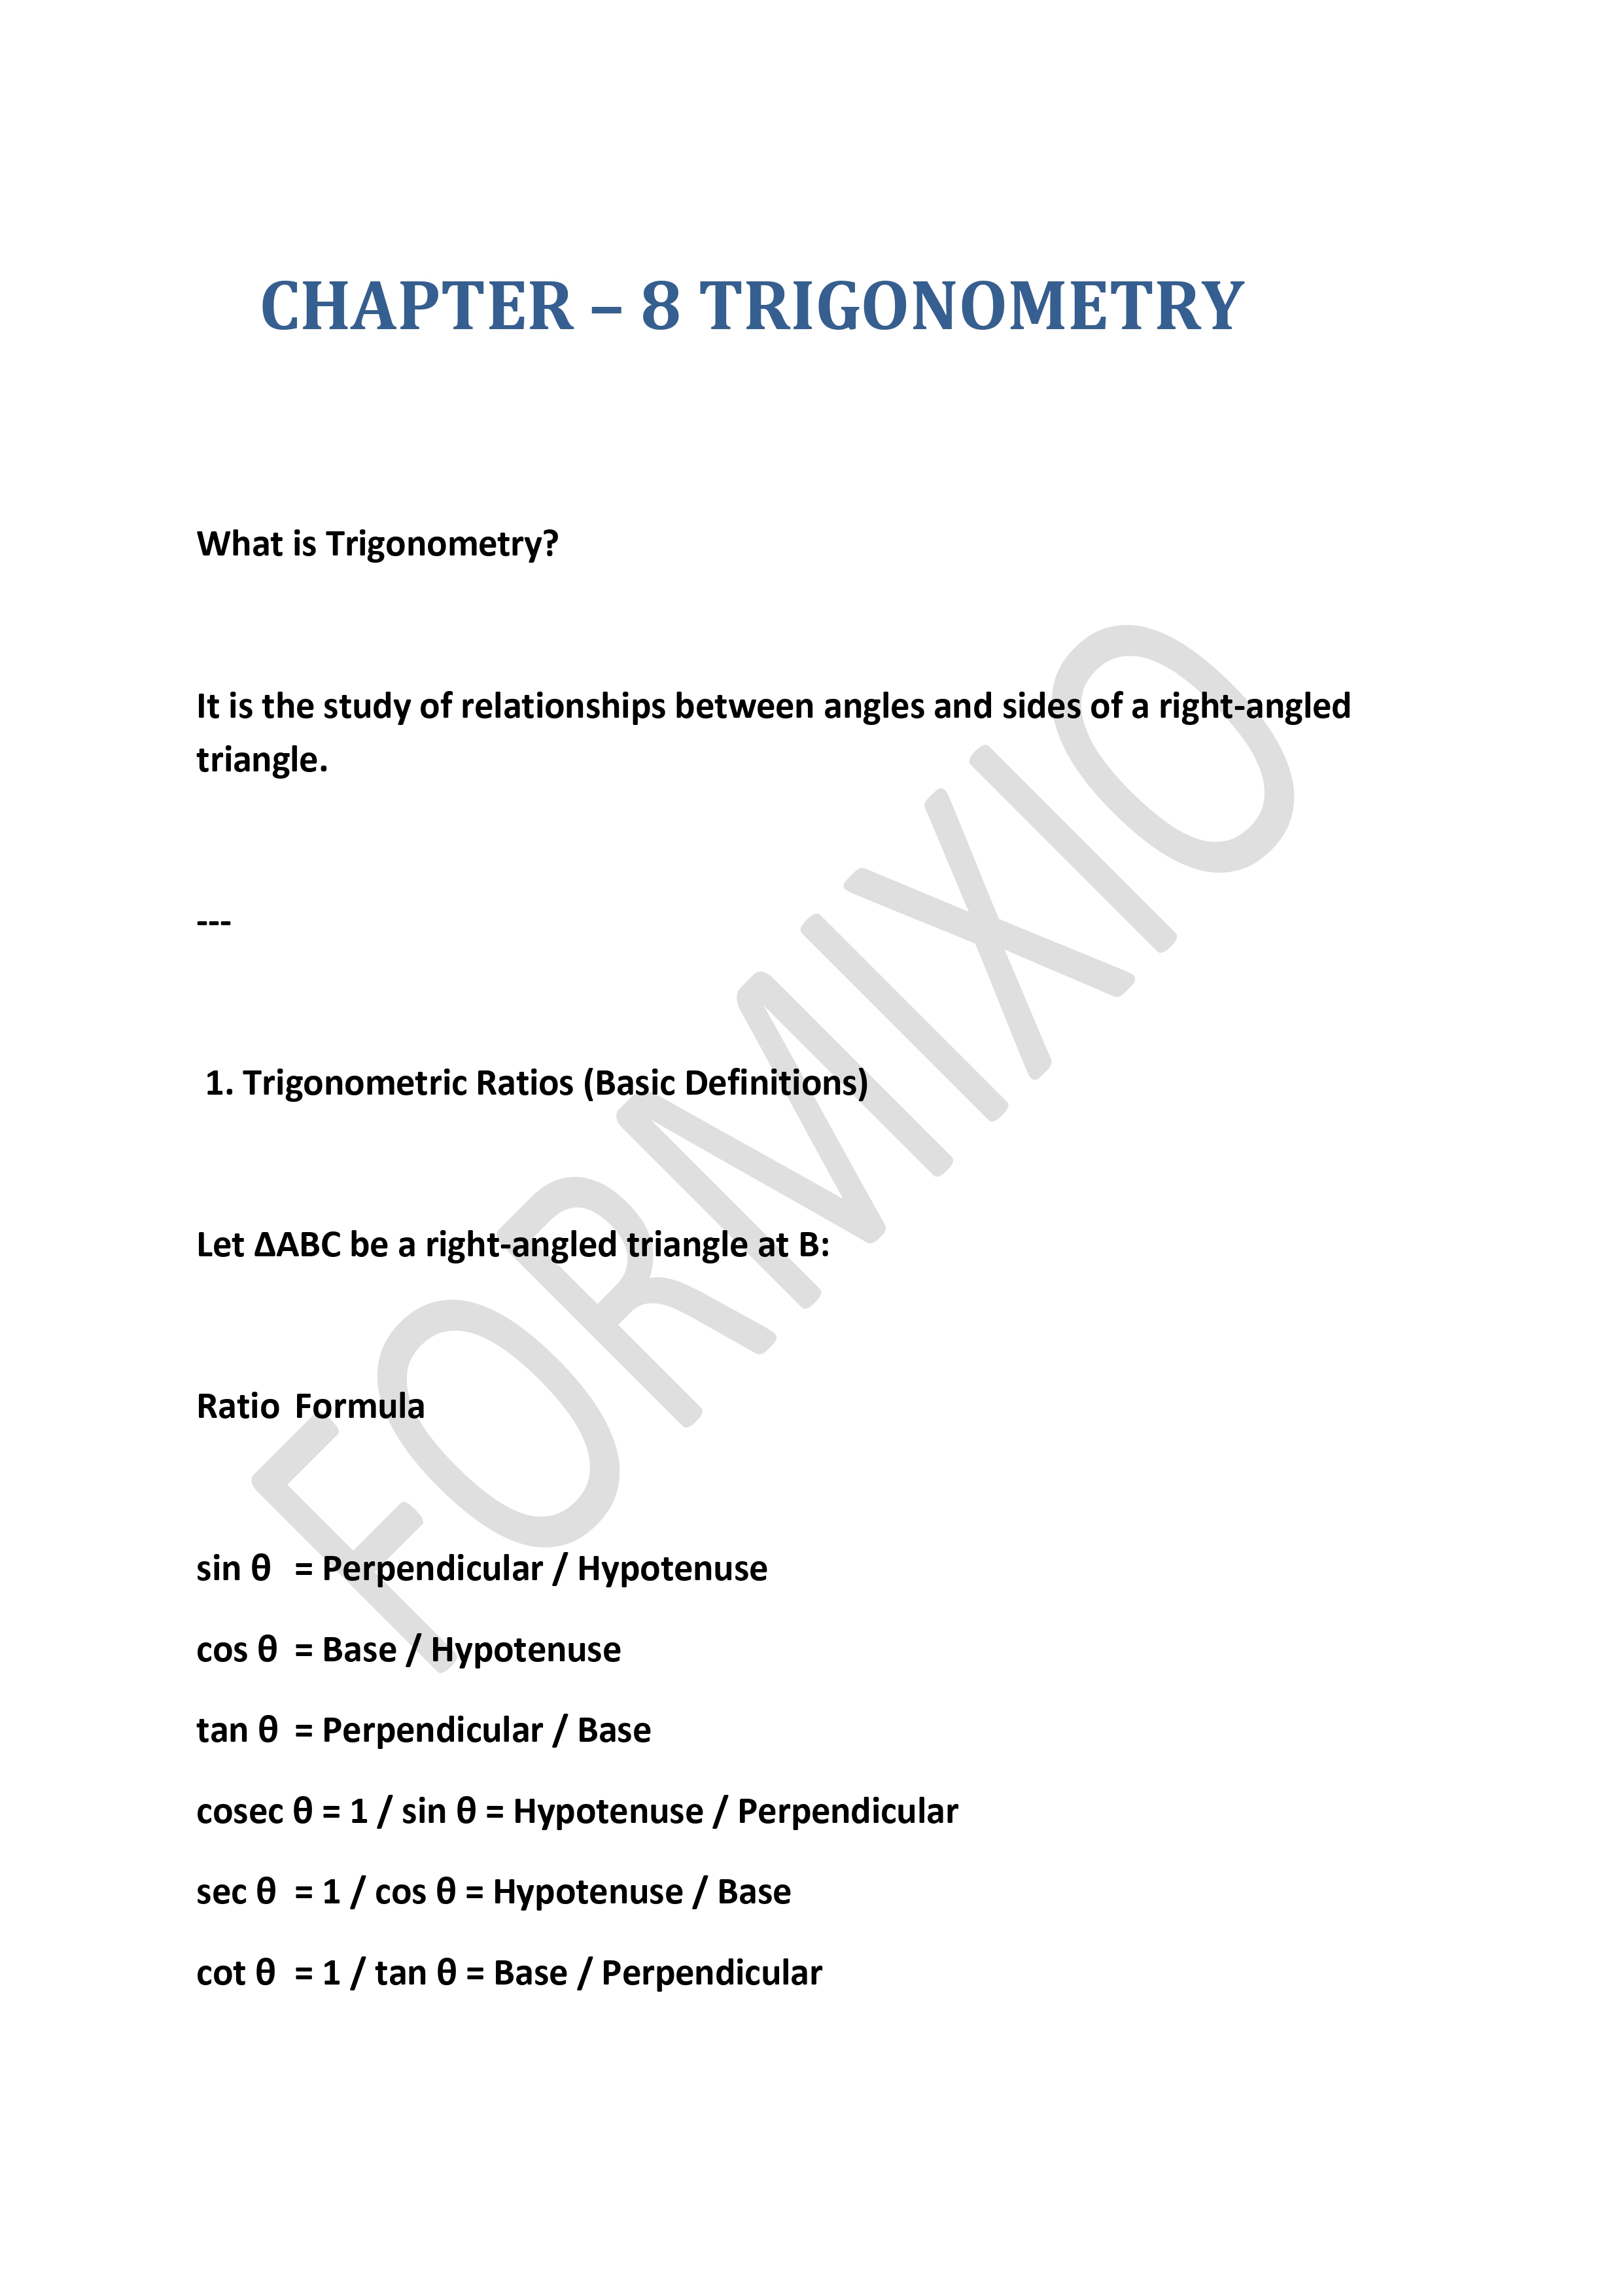 CHAPTER – 8 TRIGONOMETRY
What is Trigonometry?
It is the study of relationships between angles and sides of a right-angled
triangle.
---
1. Trigonometric Ratios (Basic Definitions)
Let ΔABC be a right-angled triangle at B:
Ratio Formula
sin θ = Perpendicular / Hypotenuse
cos θ = Base / Hypotenuse
tan θ = Perpendicular / Base
cosec θ = 1 / sin θ = Hypotenuse / Perpendicular
sec θ = 1 / cos θ = Hypotenuse / Base
cot θ = 1 / tan θ = Base / Perpendicular
FORMIXIO